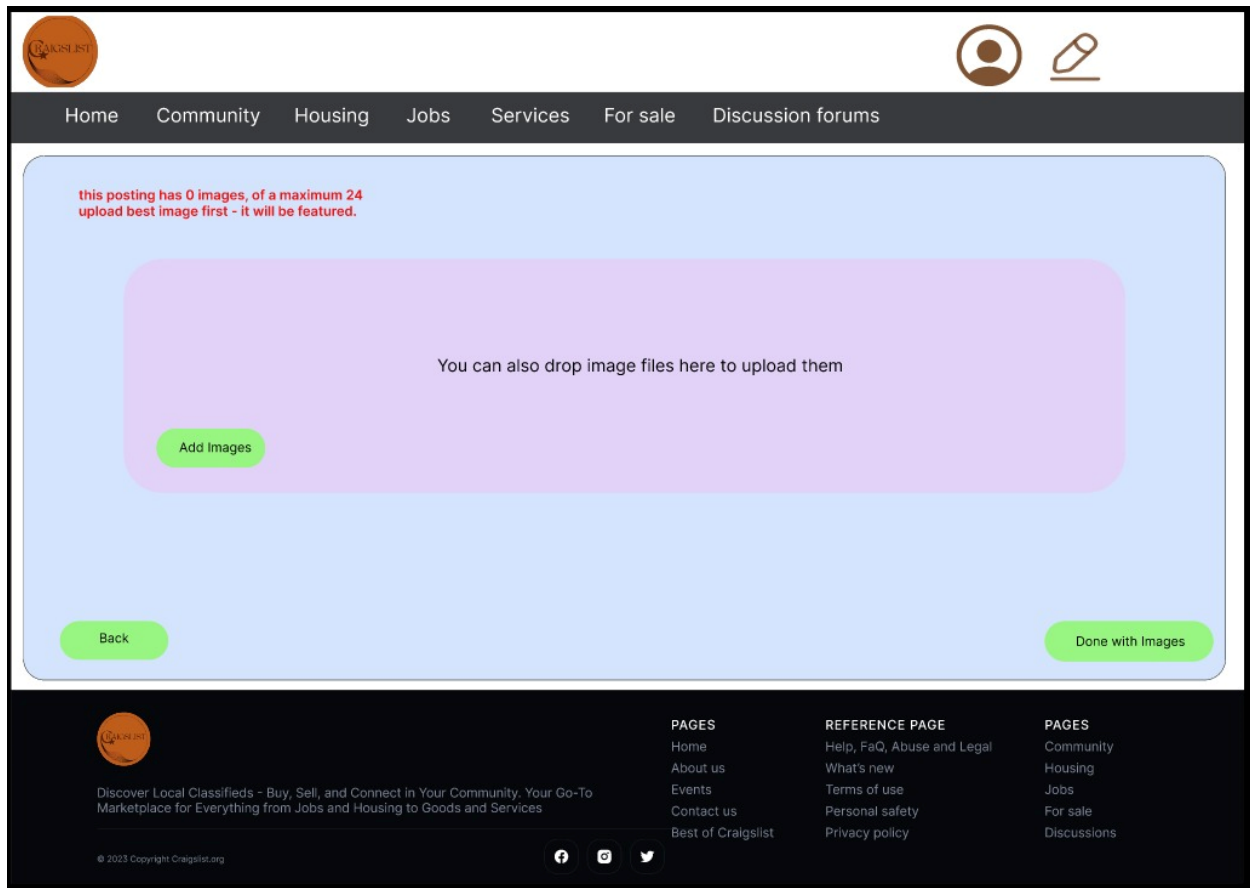 CRAIGSLIST
Home Community Housing Jobs Services For sale Discussion forums
this posting has 0 images, of a maximum 24
upload best image first - it will be featured.
You can also drop image files here to upload them
Add Images
Back
Done with Images
CRAIGSLIST
Discover Local Classifieds - Buy, Sell, and Connect in Your Community. Your Go-To
Marketplace for Everything from Jobs and Housing to Goods and Services
© 2023 Copyright Craigslist.org
PAGES
Home
About us
Events
Contact us
Best of Craigslist
REFERENCE PAGE
Help, FaQ, Abuse and Legal
What's new
Terms of use
Personal safety
Privacy policy
PAGES
Community
Housing
Jobs
For sale
Discussions